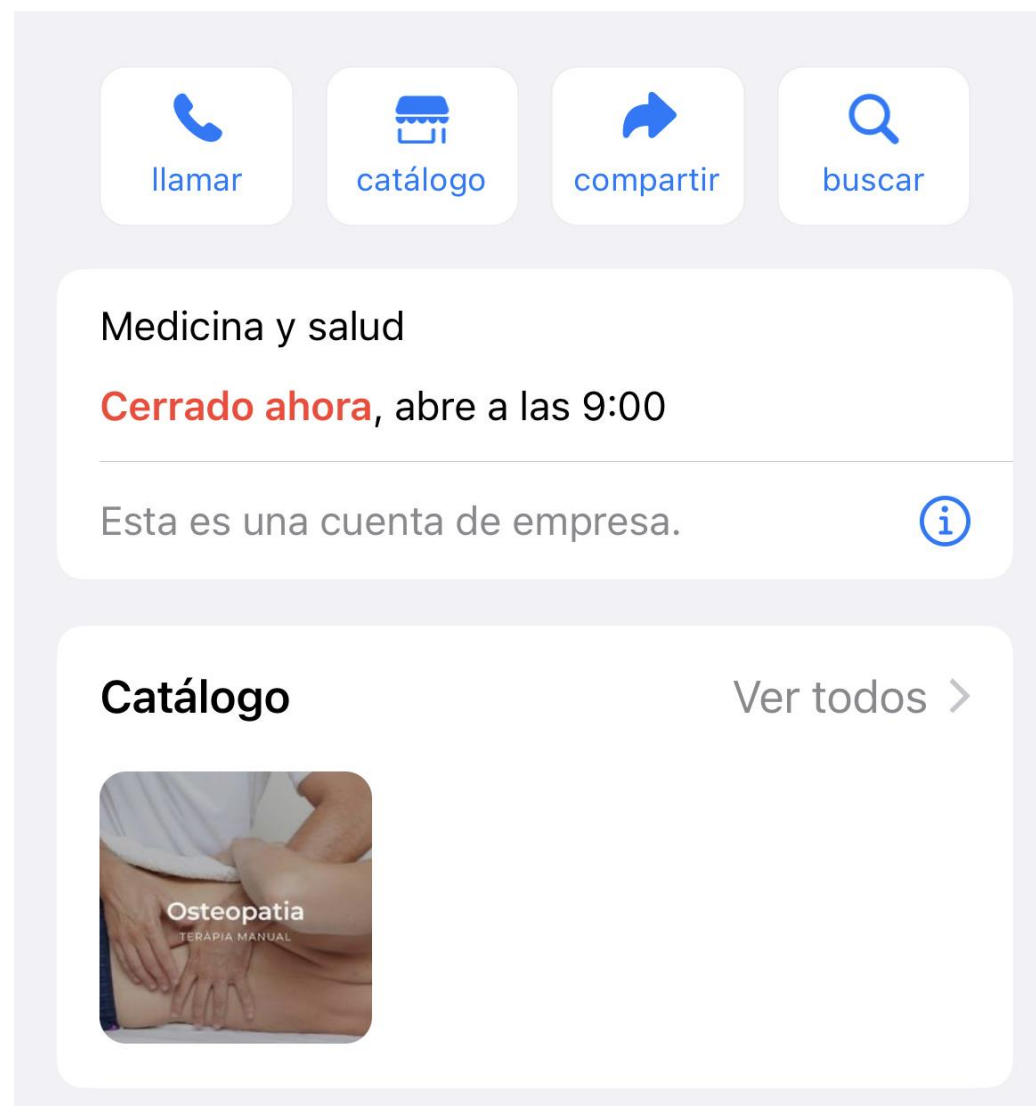 llamar
catálogo
compartir
buscar
Medicina y salud
Cerrado ahora, abre a las 9:00
Esta es una cuenta de empresa.
Catálogo
Ver todos
Osteopatia
TERÀPIA MANUAL